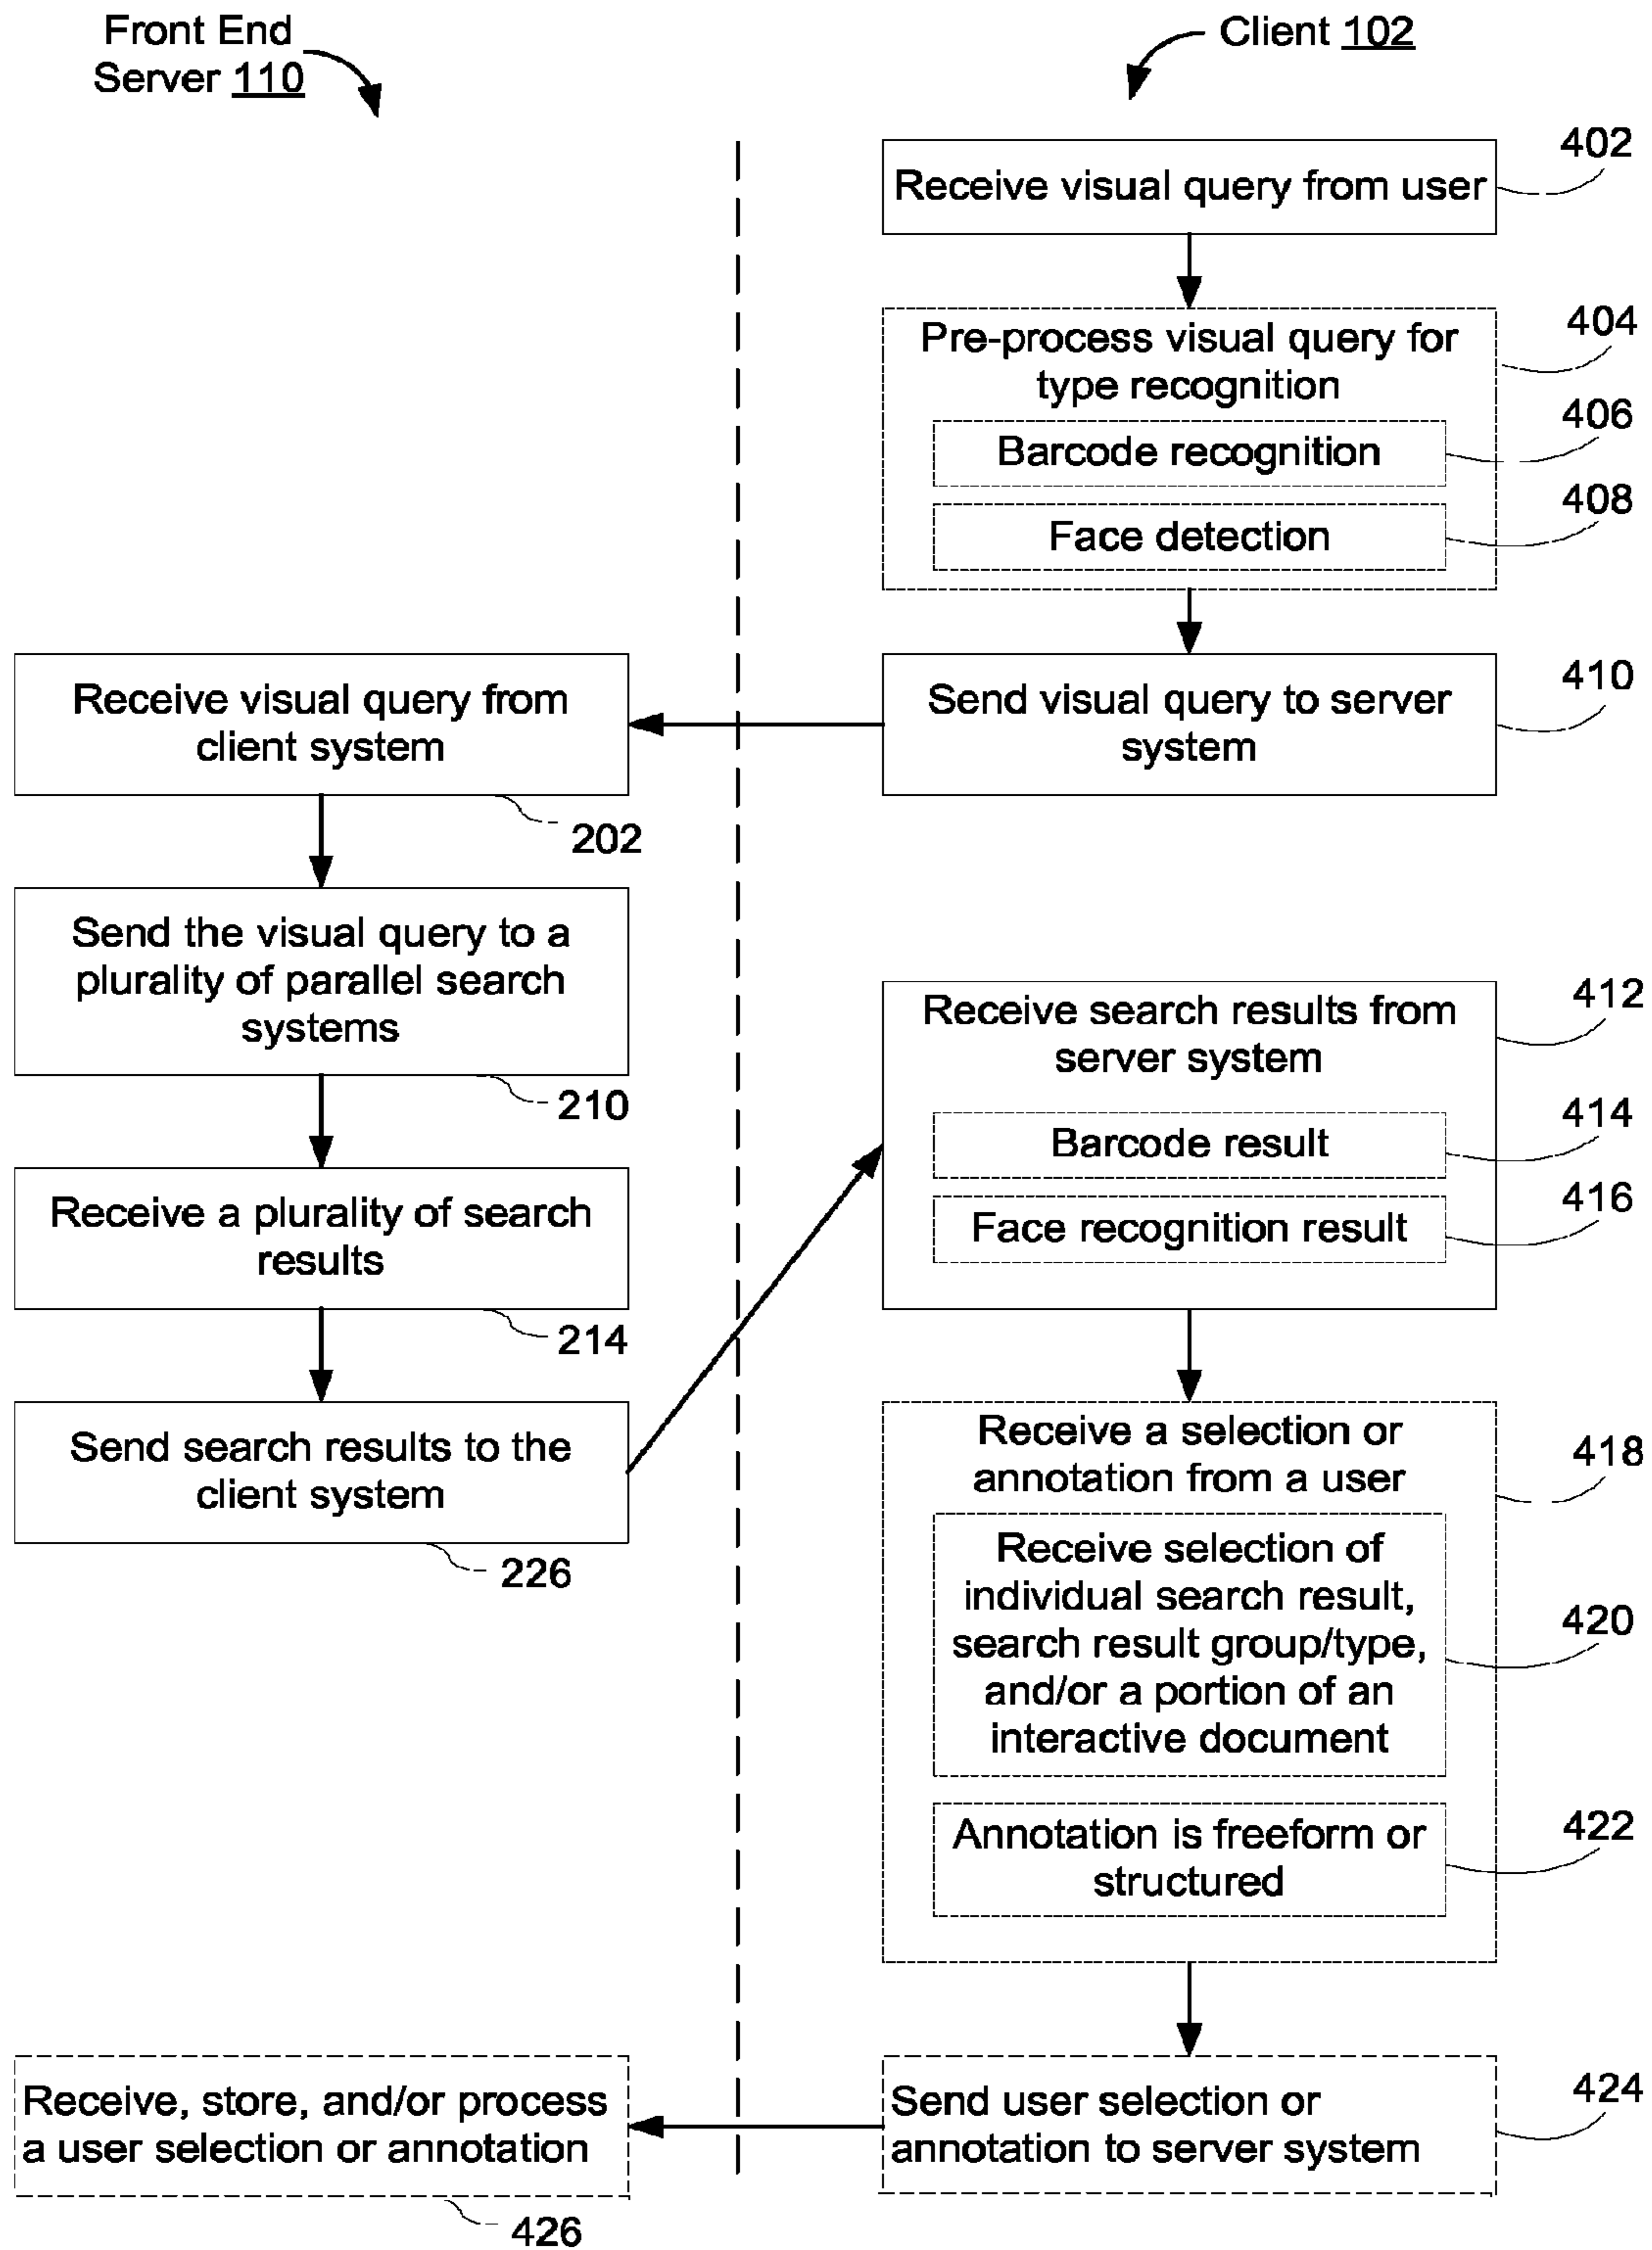 Front End
Server 110
Client 102
Receive visual query from user
402
Pre-process visual query for
type recognition
404
Barcode recognition
406
Face detection
408
Receive visual query from
client system
202
Send visual query to server
system
410
Send the visual query to a
plurality of parallel search
systems
210
Receive search results from
server system
412
Barcode result
414
Face recognition result
416
Receive a plurality of search
results
214
Send search results to the
client system
226
Receive a selection or
annotation from a user
418
Receive selection of
individual search result,
search result group/type,
and/or a portion of an
interactive document
420
Annotation is freeform or
structured
422
Send user selection or
annotation to server system
424
Receive, store, and/or process
a user selection or annotation
426